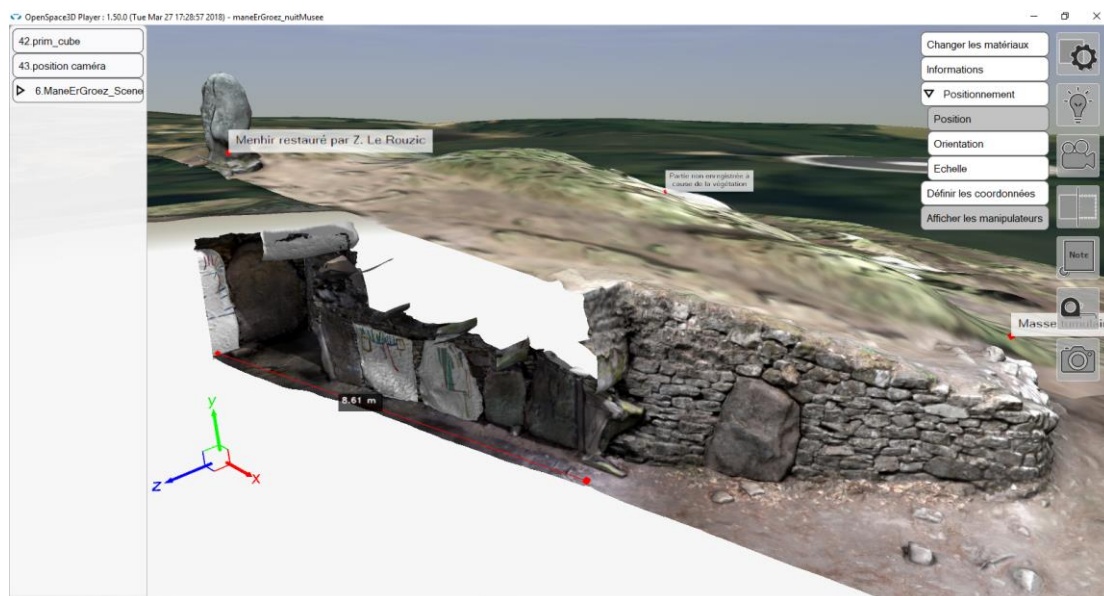 OpenSpace3D Player : 1.50.0 (Tue Mar 27 17:28:57 2018) - maneErGroez_nuitMusee
42.prim_cube
43.position caméra
6.ManeErGroez_Scene
Menhir restauré par Z. Le Rouzic
Partie non enregistrée à
cause de la végétation
8.61 m
y
z
x
Changer les matériaux
Informations
Positionnement
Position
Orientation
Echelle
Définir les coordonnées
Afficher les manipulateurs
Note
Masse